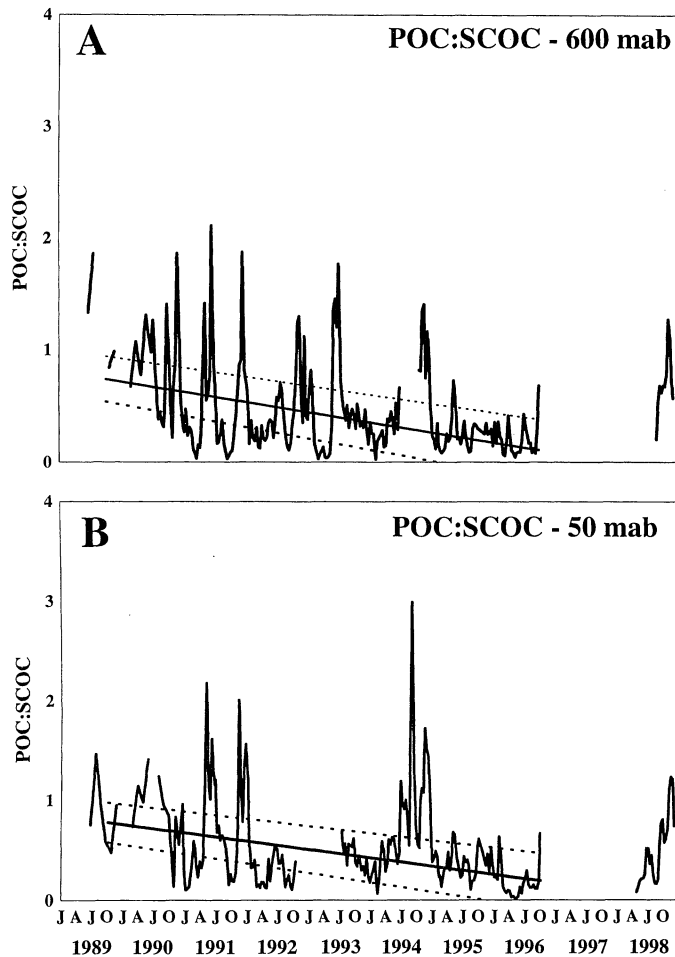 A
POC:SCOC - 600 mab
4
3
2
1
0
POC:SCOC
B
POC:SCOC - 50 mab
4
3
2
1
0
POC:SCOC
J A J O J A J O J A J O J A J O J A J O J A J O J A J O J A J O J A J O J A J O
1989 1990 1991 1992 1993 1994 1995 1996 1997 1998